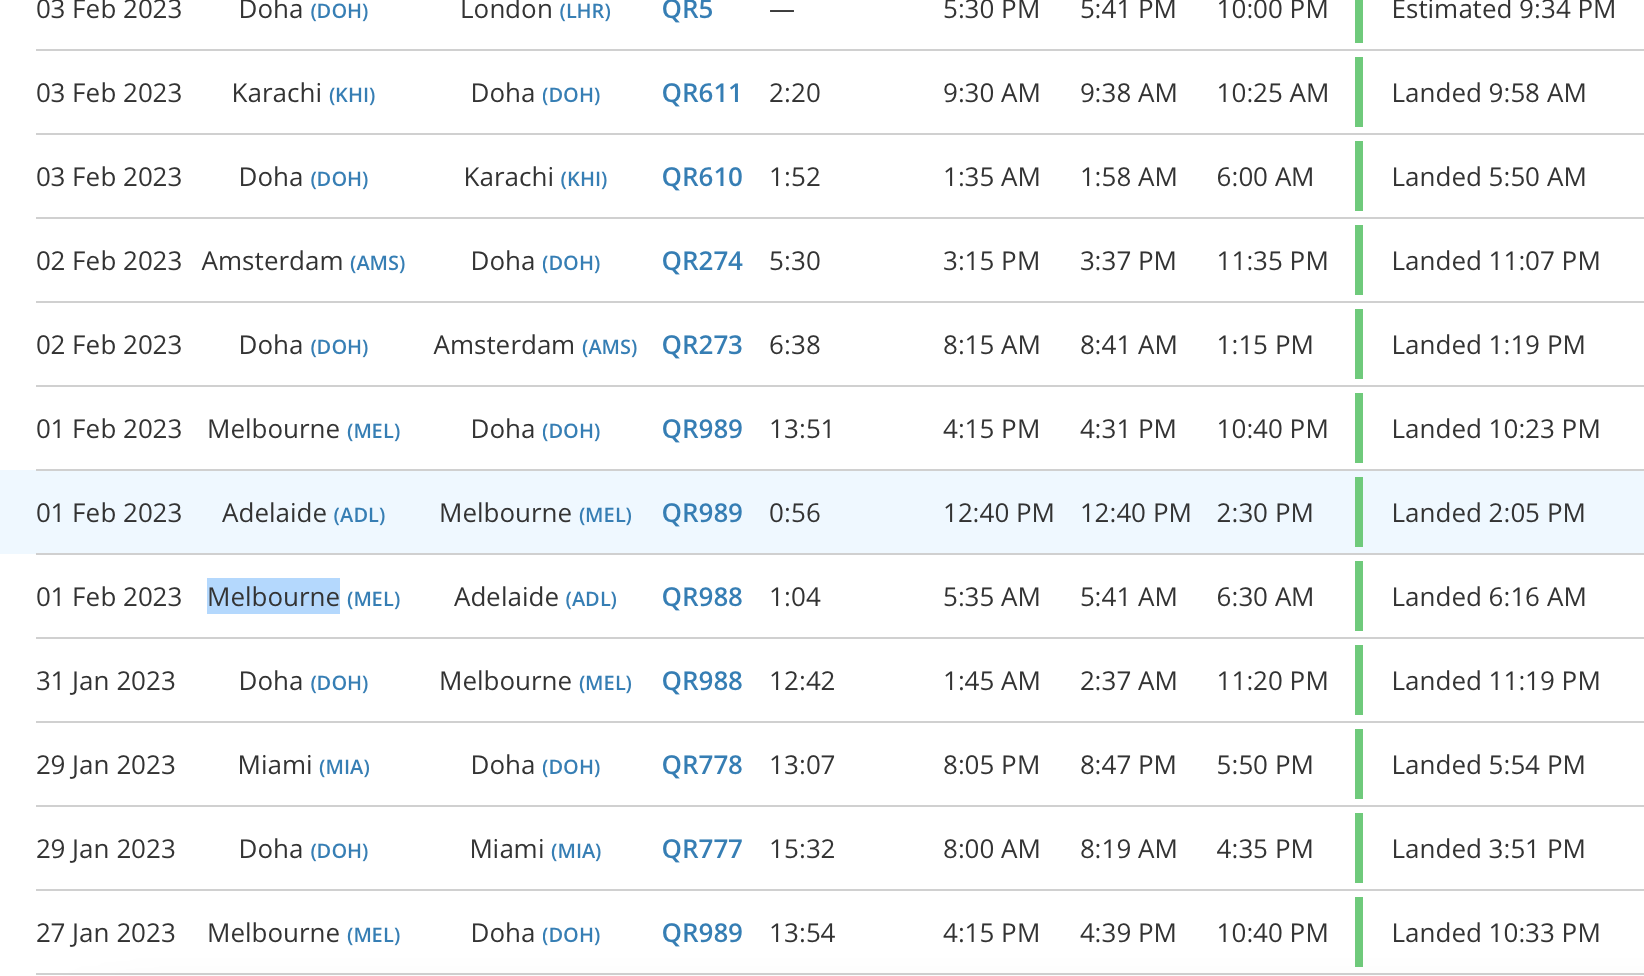 03 Feb 2023 Doha (DOH) London (LHR) QR5 — 5:30 PM 5:41 PM 10:00 PM Estimated 9:34 PM
03 Feb 2023 Karachi (KHI) Doha (DOH) QR611 2:20 9:30 AM 9:38 AM 10:25 AM Landed 9:58 AM
03 Feb 2023 Doha (DOH) Karachi (KHI) QR610 1:52 1:35 AM 1:58 AM 6:00 AM Landed 5:50 AM
02 Feb 2023 Amsterdam (AMS) Doha (DOH) QR274 5:30 3:15 PM 3:37 PM 11:35 PM Landed 11:07 PM
02 Feb 2023 Doha (DOH) Amsterdam (AMS) QR273 6:38 8:15 AM 8:41 AM 1:15 PM Landed 1:19 PM
01 Feb 2023 Melbourne (MEL) Doha (DOH) QR989 13:51 4:15 PM 4:31 PM 10:40 PM Landed 10:23 PM
01 Feb 2023 Adelaide (ADL) Melbourne (MEL) QR989 0:56 12:40 PM 12:40 PM 2:30 PM Landed 2:05 PM
01 Feb 2023 Melbourne (MEL) Adelaide (ADL) QR988 1:04 5:35 AM 5:41 AM 6:30 AM Landed 6:16 AM
31 Jan 2023 Doha (DOH) Melbourne (MEL) QR988 12:42 1:45 AM 2:37 AM 11:20 PM Landed 11:19 PM
29 Jan 2023 Miami (MIA) Doha (DOH) QR778 13:07 8:05 PM 8:47 PM 5:50 PM Landed 5:54 PM
29 Jan 2023 Doha (DOH) Miami (MIA) QR777 15:32 8:00 AM 8:19 AM 4:35 PM Landed 3:51 PM
27 Jan 2023 Melbourne (MEL) Doha (DOH) QR989 13:54 4:15 PM 4:39 PM 10:40 PM Landed 10:33 PM